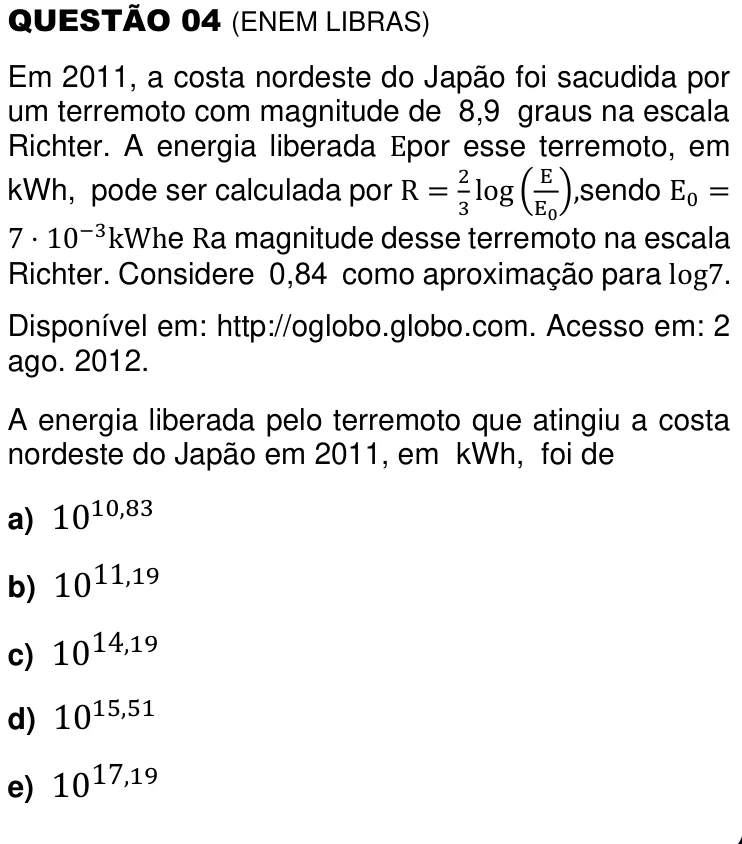 QUESTÃO 04 (ENEM LIBRAS)
Em 2011, a costa nordeste do Japão foi sacudida por
um terremoto com magnitude de 8,9 graus na escala
Richter. A energia liberada Epor esse terremoto, em
kWh, pode ser calculada por R = 2/3 log (E/E₀),sendo E₀ =
7 · 10⁻³kWhe Ra magnitude desse terremoto na escala
Richter. Considere 0,84 como aproximação para log7.
Disponível em: http://oglobo.globo.com. Acesso em: 2
ago. 2012.
A energia liberada pelo terremoto que atingiu a costa
nordeste do Japão em 2011, em kWh, foi de
a) 10^10,83
b) 10^11,19
c) 10^14,19
d) 10^15,51
e) 10^17,19